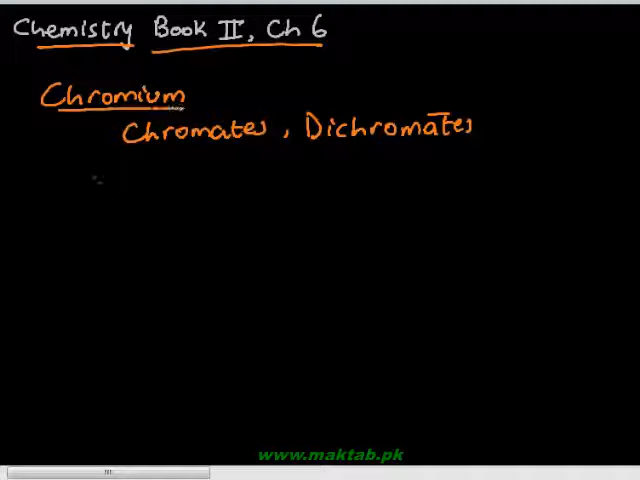 Chemistry Book II, Ch 6
Chromium
Chromates, Dichromates
www.maktab.pk